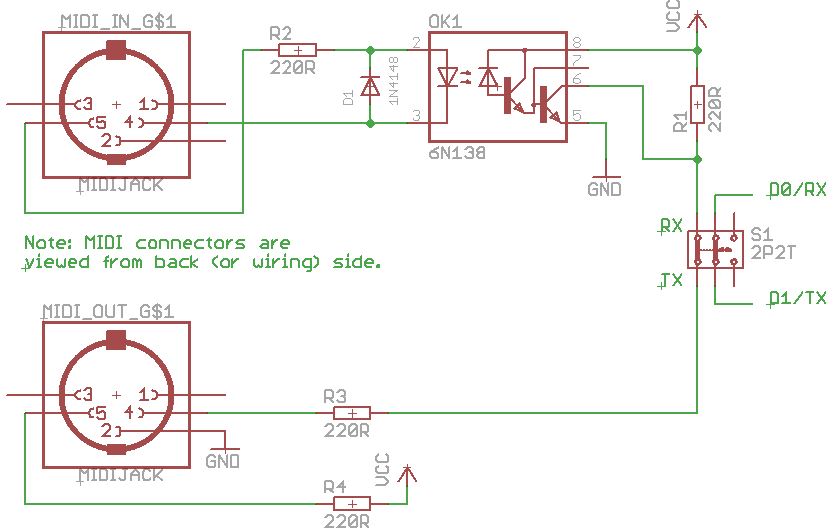 MIDI_IN_G$1
3
1
5
4
2
MIDIJACK
R2
220R
D1
1N4148
OK1
2
3
8
7
6
5
6N138
GND
VCC
R1
220R
Note: MIDI connectors are
viewed from back (or wiring) side.
RX
D0/RX
S1
2P2T
TX
D1/TX
MIDI_OUT_G$1
3
1
5
4
2
MIDIJACK
GND
R3
220R
R4
220R
VCC